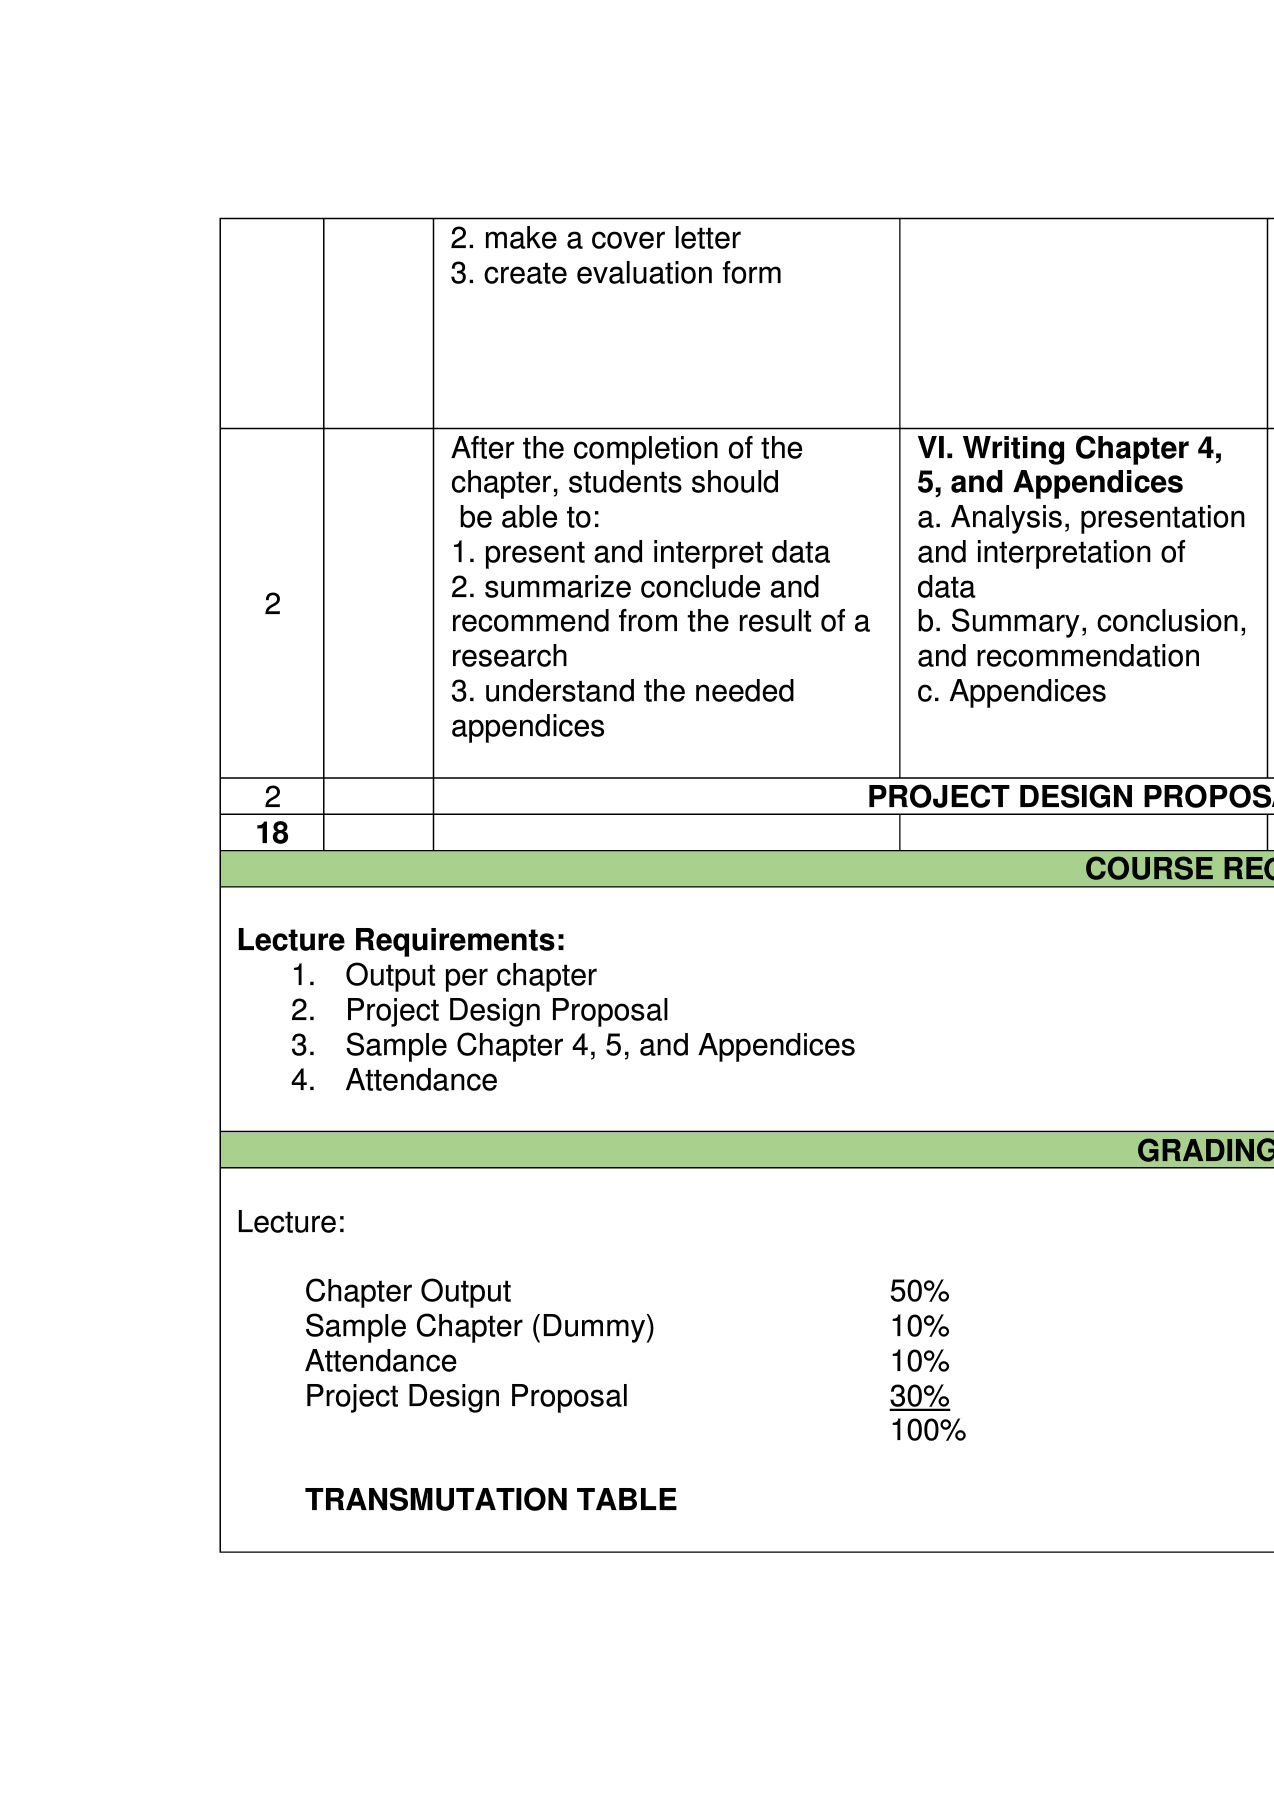 2. make a cover letter
3. create evaluation form
2
After the completion of the
chapter, students should
be able to:
1. present and interpret data
2. summarize conclude and
recommend from the result of a
research
3. understand the needed
appendices
VI. Writing Chapter 4,
5, and Appendices
a. Analysis, presentation
and interpretation of
data
b. Summary, conclusion,
and recommendation
c. Appendices
2 PROJECT DESIGN
18
COURSE
Lecture Requirements:
1. Output per chapter
2. Project Design Proposal
3. Sample Chapter 4, 5, and Appendices
4. Attendance
GRADING
Lecture:
Chapter Output 50%
Sample Chapter (Dummy) 10%
Attendance 10%
Project Design Proposal 30%
100%
TRANSMUTATION TABLE